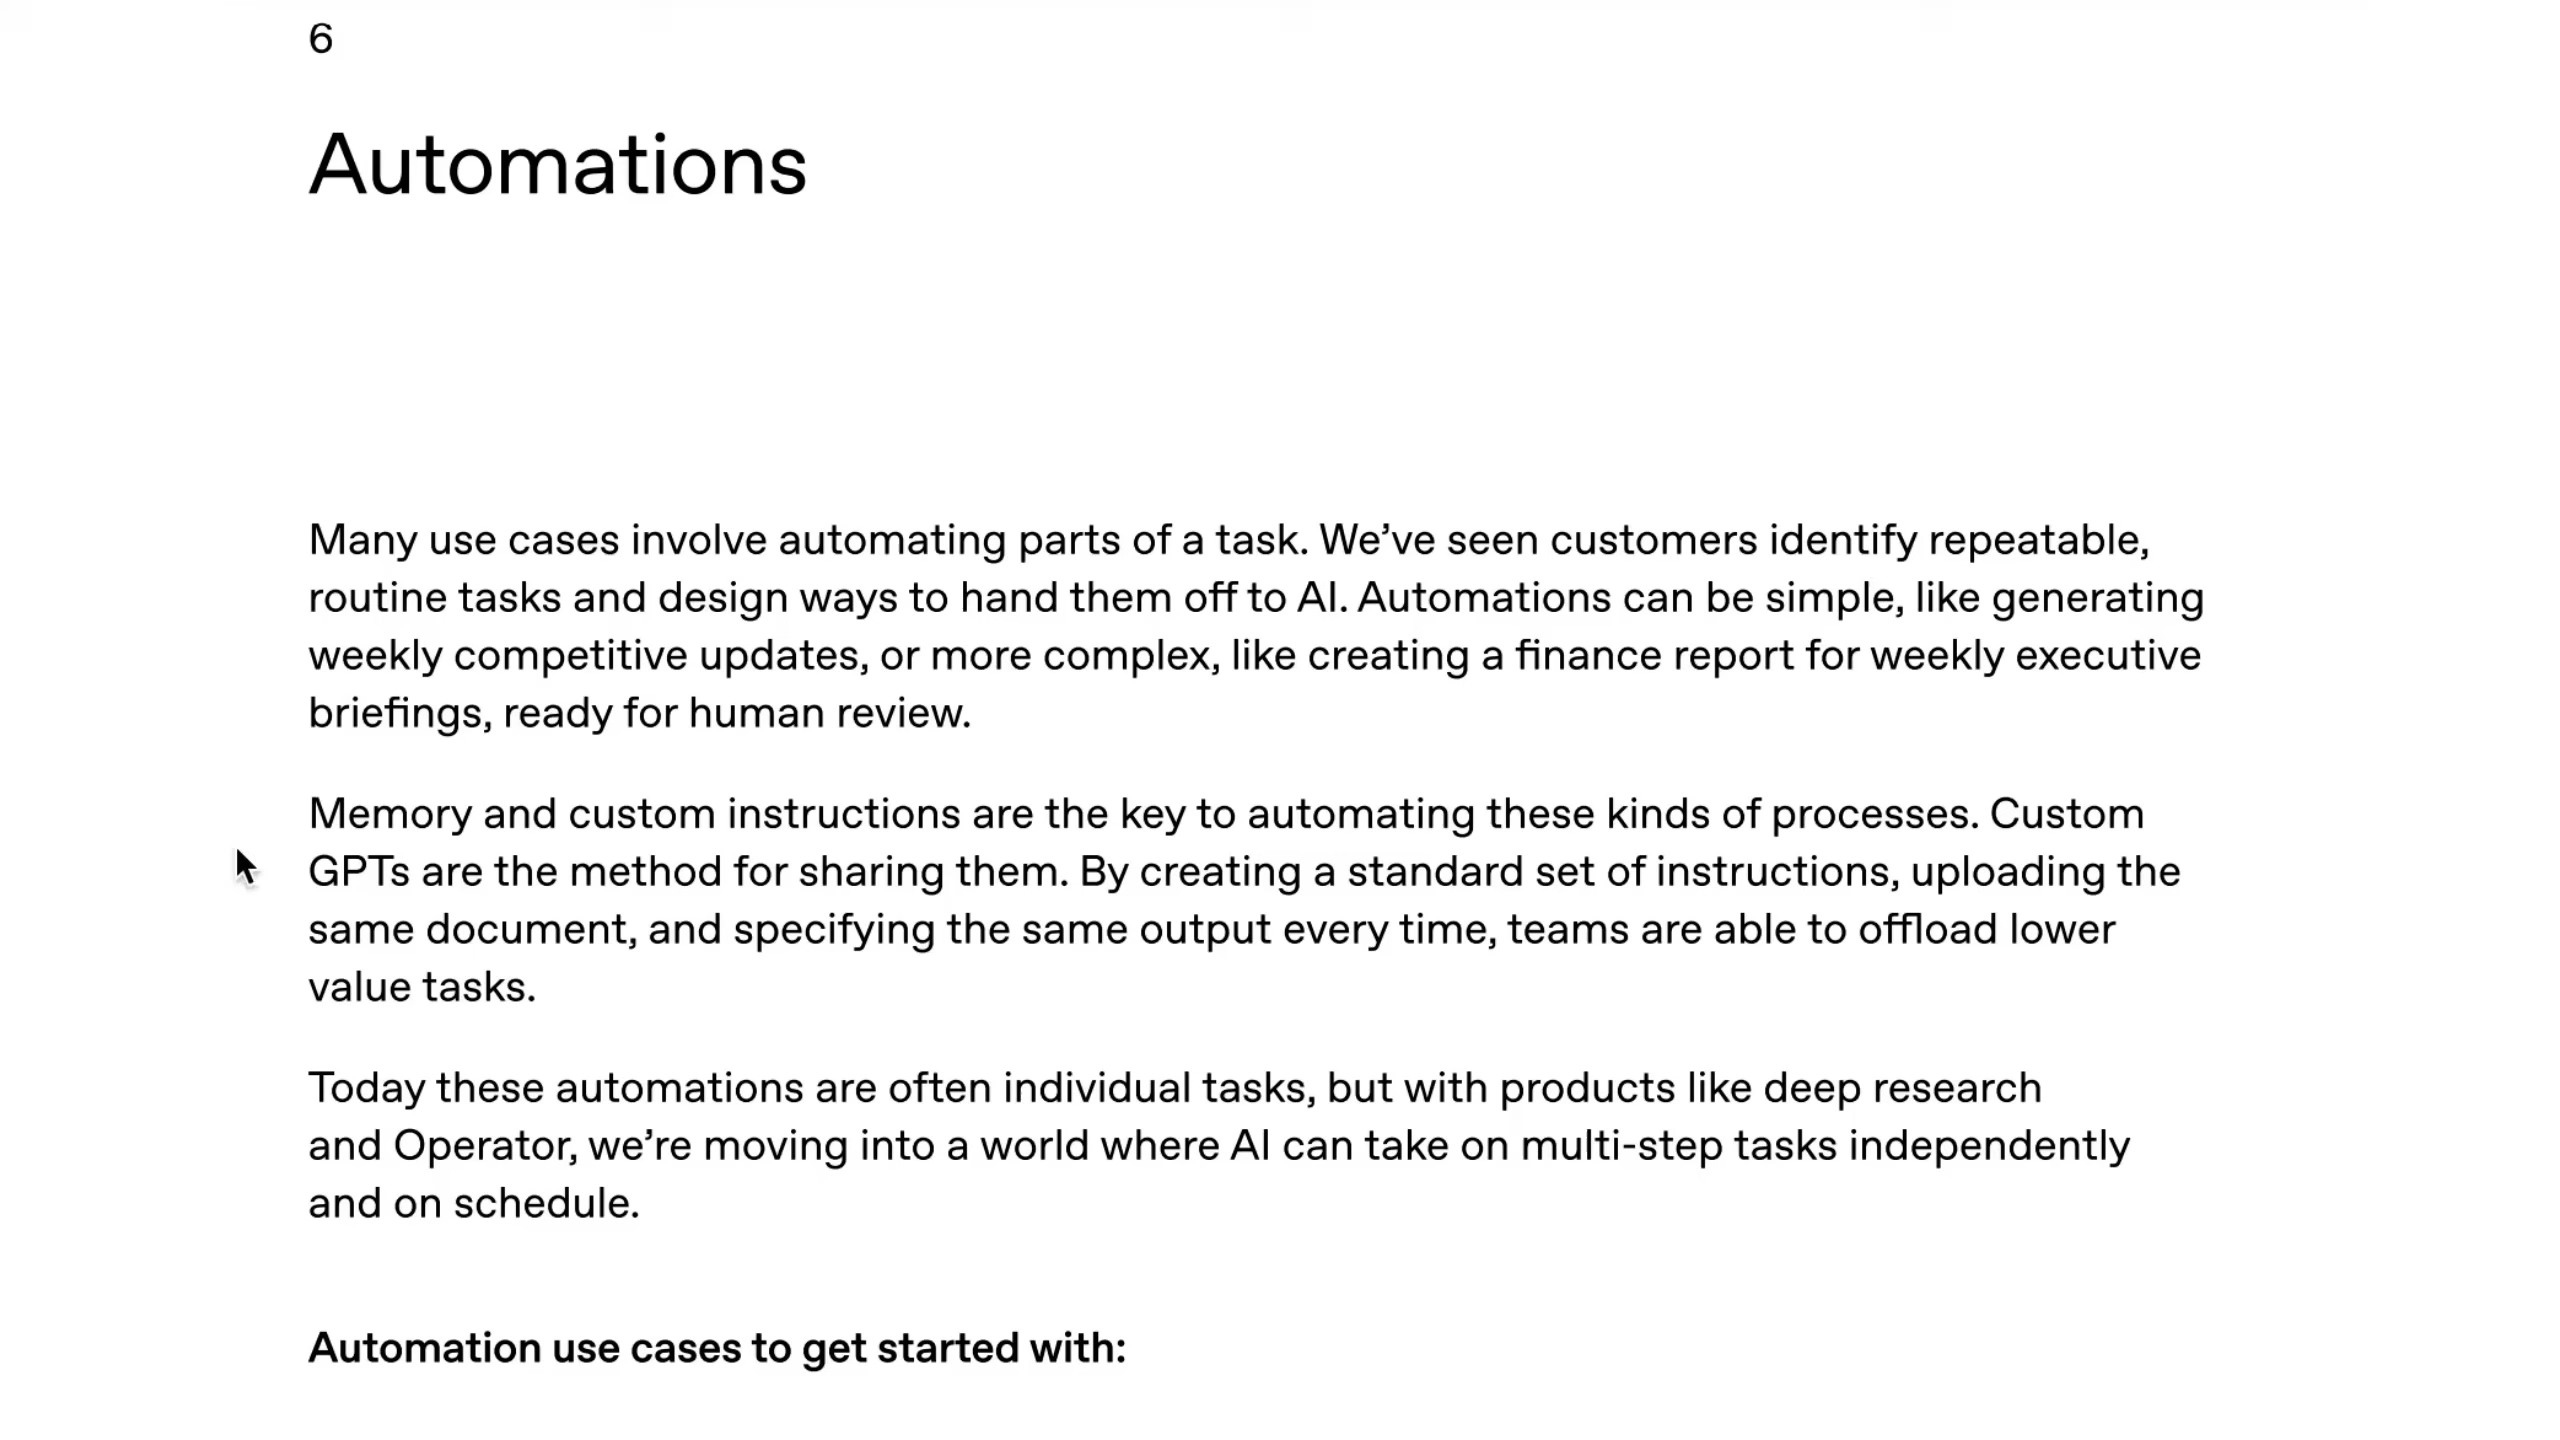 6
Automations
Many use cases involve automating parts of a task. We’ve seen customers identify repeatable,
routine tasks and design ways to hand them off to AI. Automations can be simple, like generating
weekly competitive updates, or more complex, like creating a finance report for weekly executive
briefings, ready for human review.
Memory and custom instructions are the key to automating these kinds of processes. Custom
GPTs are the method for sharing them. By creating a standard set of instructions, uploading the
same document, and specifying the same output every time, teams are able to offload lower
value tasks.
Today these automations are often individual tasks, but with products like deep research
and Operator, we’re moving into a world where AI can take on multi-step tasks independently
and on schedule.
Automation use cases to get started with: